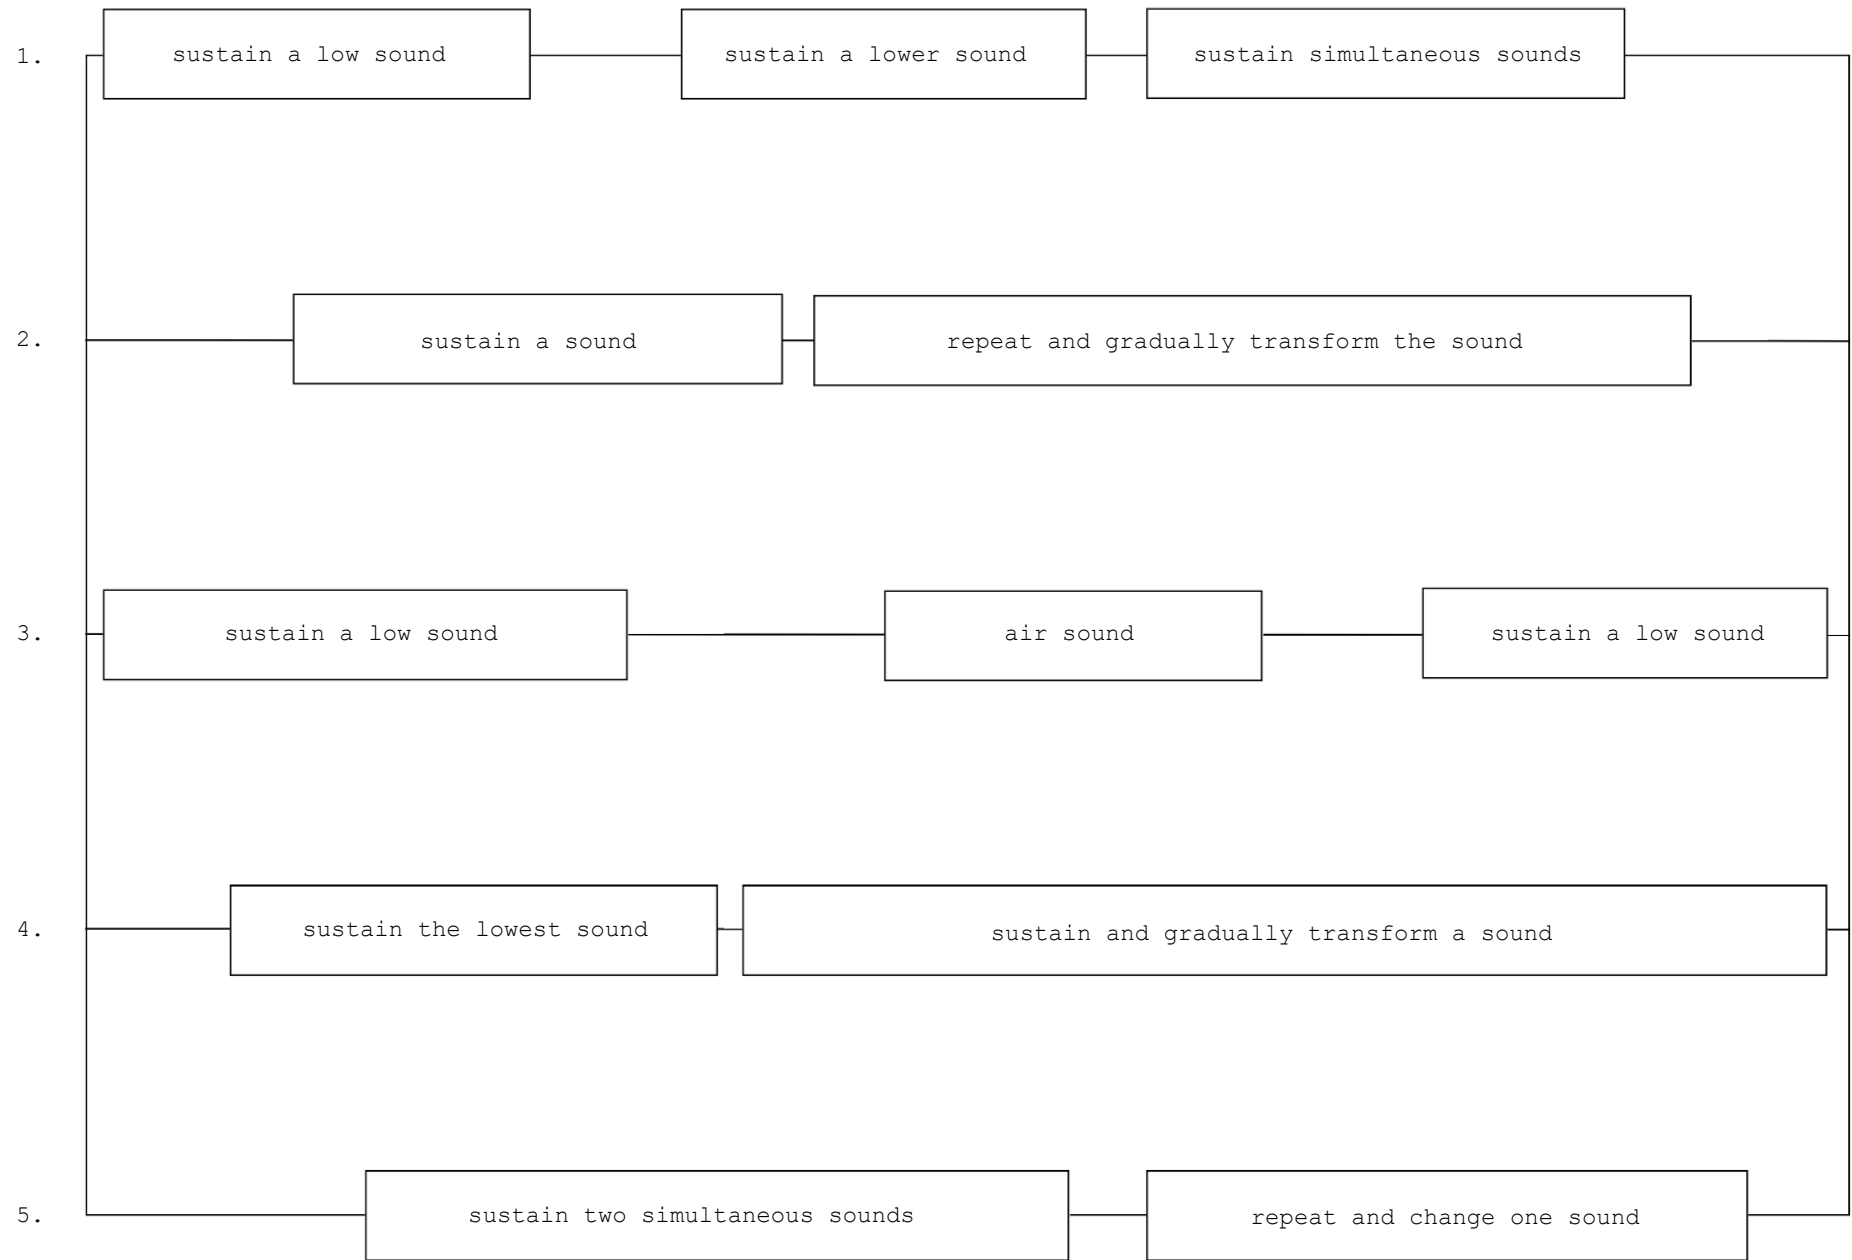 1. sustain a low sound sustain a lower sound sustain simultaneous sounds
2. sustain a sound repeat and gradually transform the sound
3. sustain a low sound air sound sustain a low sound
4. sustain the lowest sound sustain and gradually transform a sound
5. sustain two simultaneous sounds repeat and change one sound